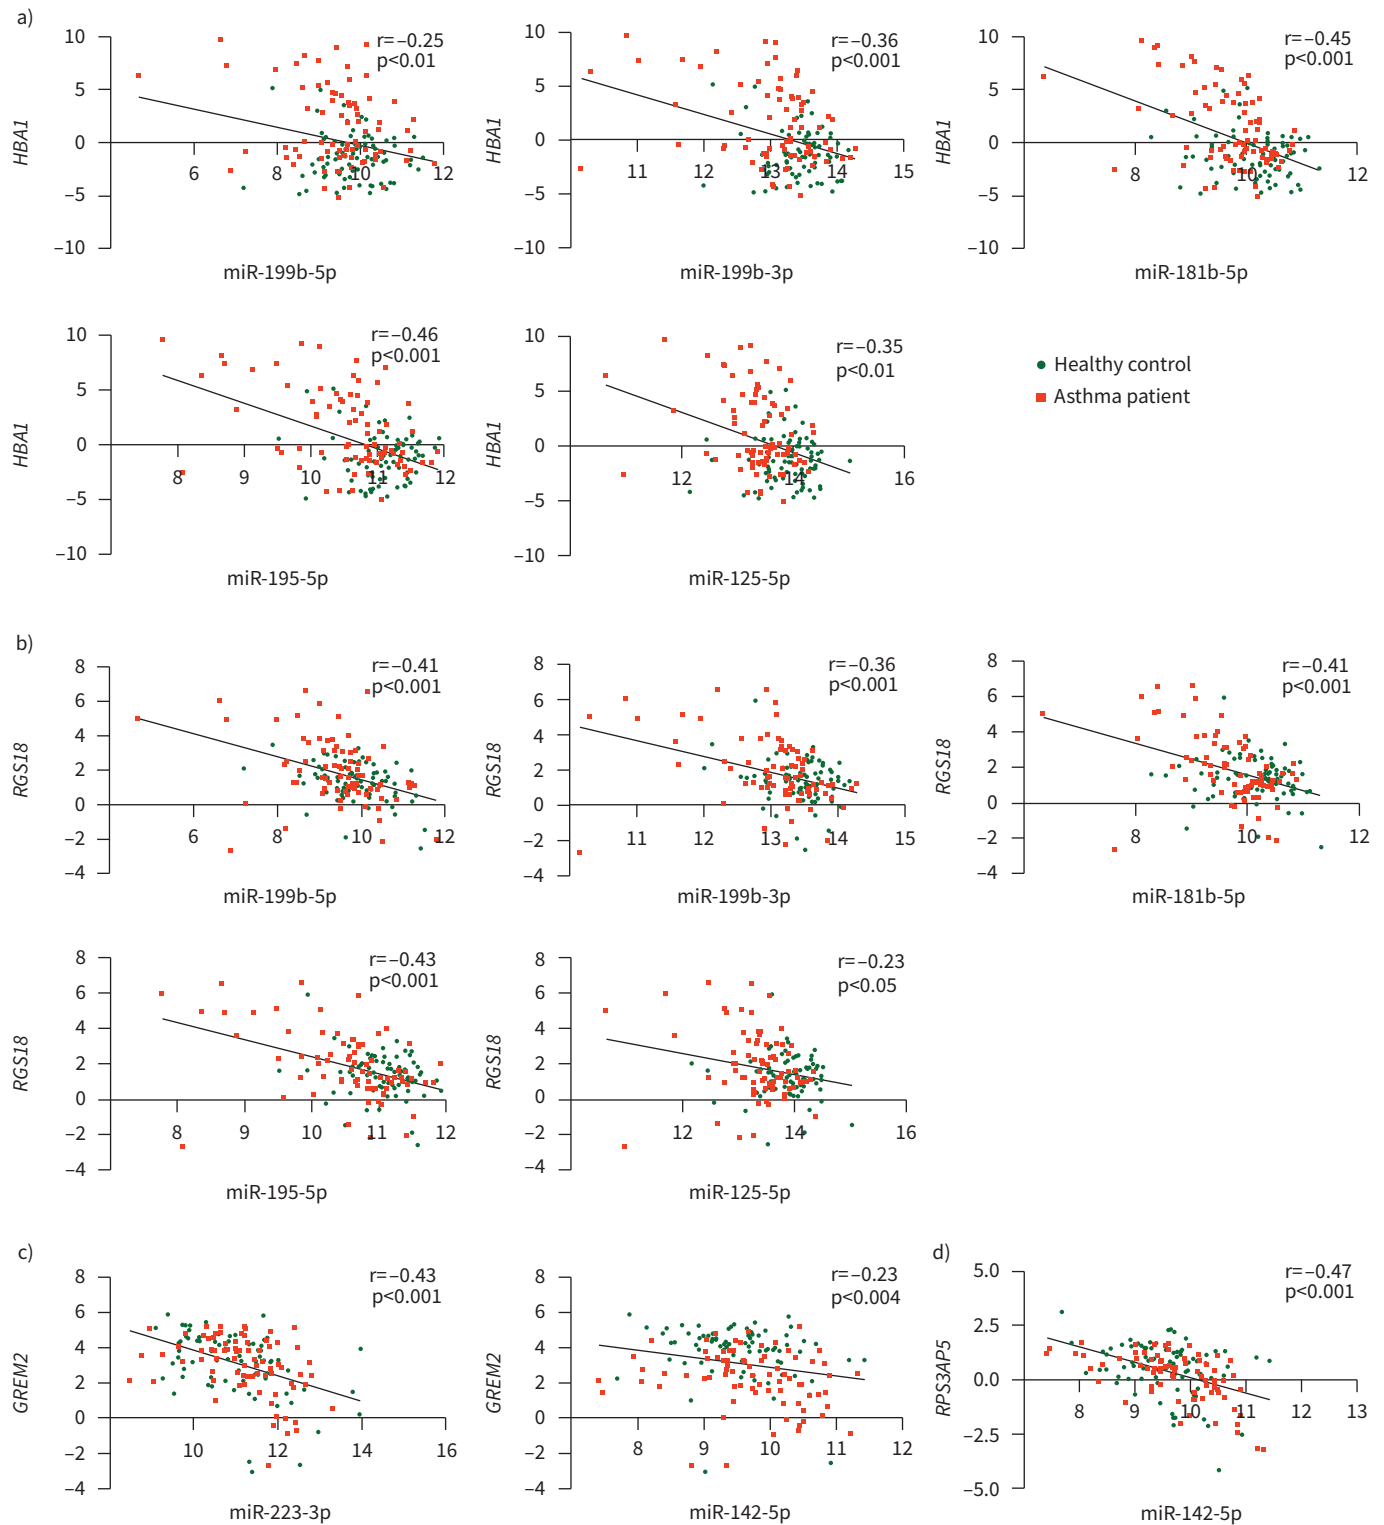 a)
10
5
0
−5
−10
HBA1
6
8
10
12
r=−0.25
p<0.01
miR-199b-5p
10
5
0
−5
−10
HBA1
11
12
13
14
15
r=−0.36
p<0.001
miR-199b-3p
10
5
0
−5
−10
HBA1
8
10
12
r=−0.45
p<0.001
miR-181b-5p
10
5
0
−5
−10
HBA1
8
9
10
11
12
r=−0.46
p<0.001
miR-195-5p
10
5
0
−5
−10
HBA1
12
14
16
r=−0.35
p<0.01
miR-125-5p
Healthy control
Asthma patient
b)
8
6
4
2
0
−2
−4
RGS18
6
8
10
12
r=−0.41
p<0.001
miR-199b-5p
8
6
4
2
0
−2
−4
RGS18
11
12
13
14
15
r=−0.36
p<0.001
miR-199b-3p
8
6
4
2
0
−2
−4
RGS18
8
10
12
r=−0.41
p<0.001
miR-181b-5p
8
6
4
2
0
−2
−4
RGS18
8
9
10
11
12
r=−0.43
p<0.001
miR-195-5p
8
6
4
2
0
−2
−4
RGS18
12
14
16
r=−0.23
p<0.05
miR-125-5p
c)
8
6
4
2
0
−2
−4
GREM2
10
12
14
16
r=−0.43
p<0.001
miR-223-3p
8
6
4
2
0
−2
−4
GREM2
8
9
10
11
12
r=−0.23
p<0.004
miR-142-5p
d)
5.0
2.5
0.0
−2.5
−5.0
RPS3AP5
8
9
10
11
12
13
r=−0.47
p<0.001
miR-142-5p